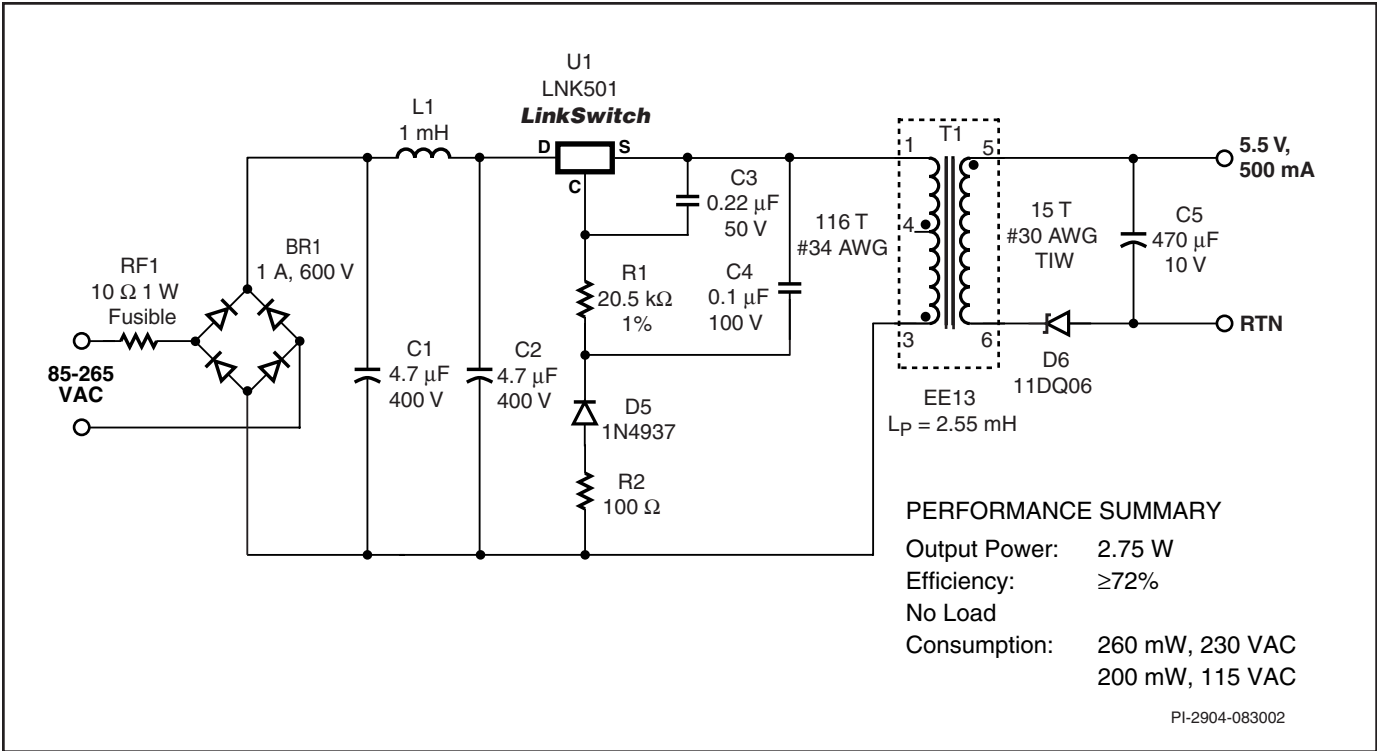 U1
LNK501
LinkSwitch
L1
1 mH
D
S
C
T1
1
5
5.5 V,
500 mA
C3
0.22 μF
50 V
116 T
#34 AWG
4
15 T
#30 AWG
TIW
C5
470 μF
10 V
BR1
1 A, 600 V
RF1
10 Ω 1 W
Fusible
R1
20.5 kΩ
1%
C4
0.1 μF
100 V
3
6
RTN
85-265
VAC
C1
4.7 μF
400 V
C2
4.7 μF
400 V
D6
11DQ06
D5
1N4937
EE13
LP = 2.55 mH
R2
100 Ω
PERFORMANCE SUMMARY
Output Power: 2.75 W
Efficiency: ≥72%
No Load
Consumption: 260 mW, 230 VAC
200 mW, 115 VAC
PI-2904-083002